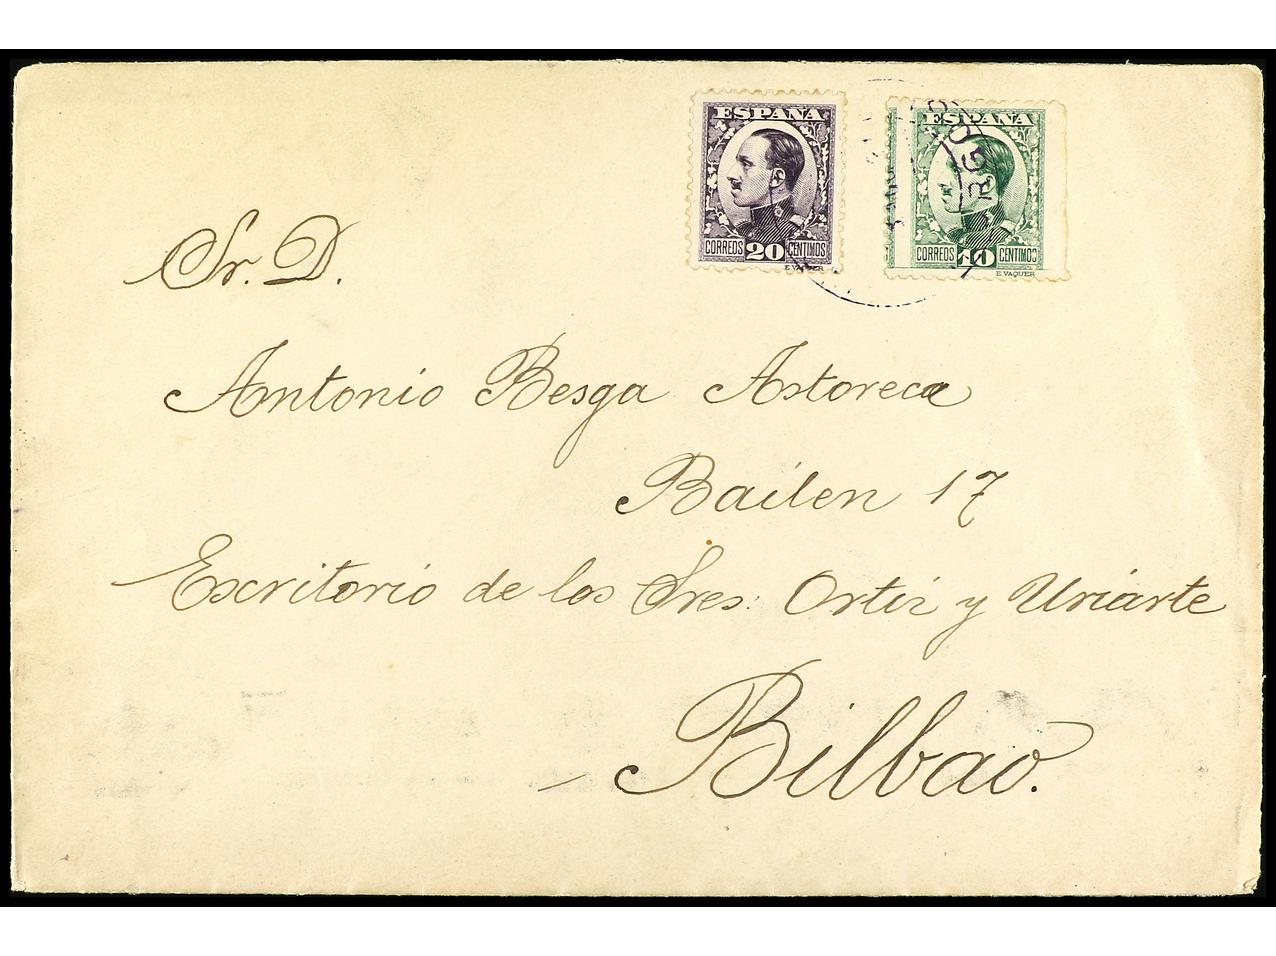 ESPAÑA
CORREOS 20 CENTIMOS
E. VAQUER
ESPAÑA
CORREOS 10 CENTIMOS
E. VAQUER
Sr. D.
Antonio Besga Astoreca
Bailen 17
Escritorio de los Sres: Ortiz y Uriarte
Bilbao.